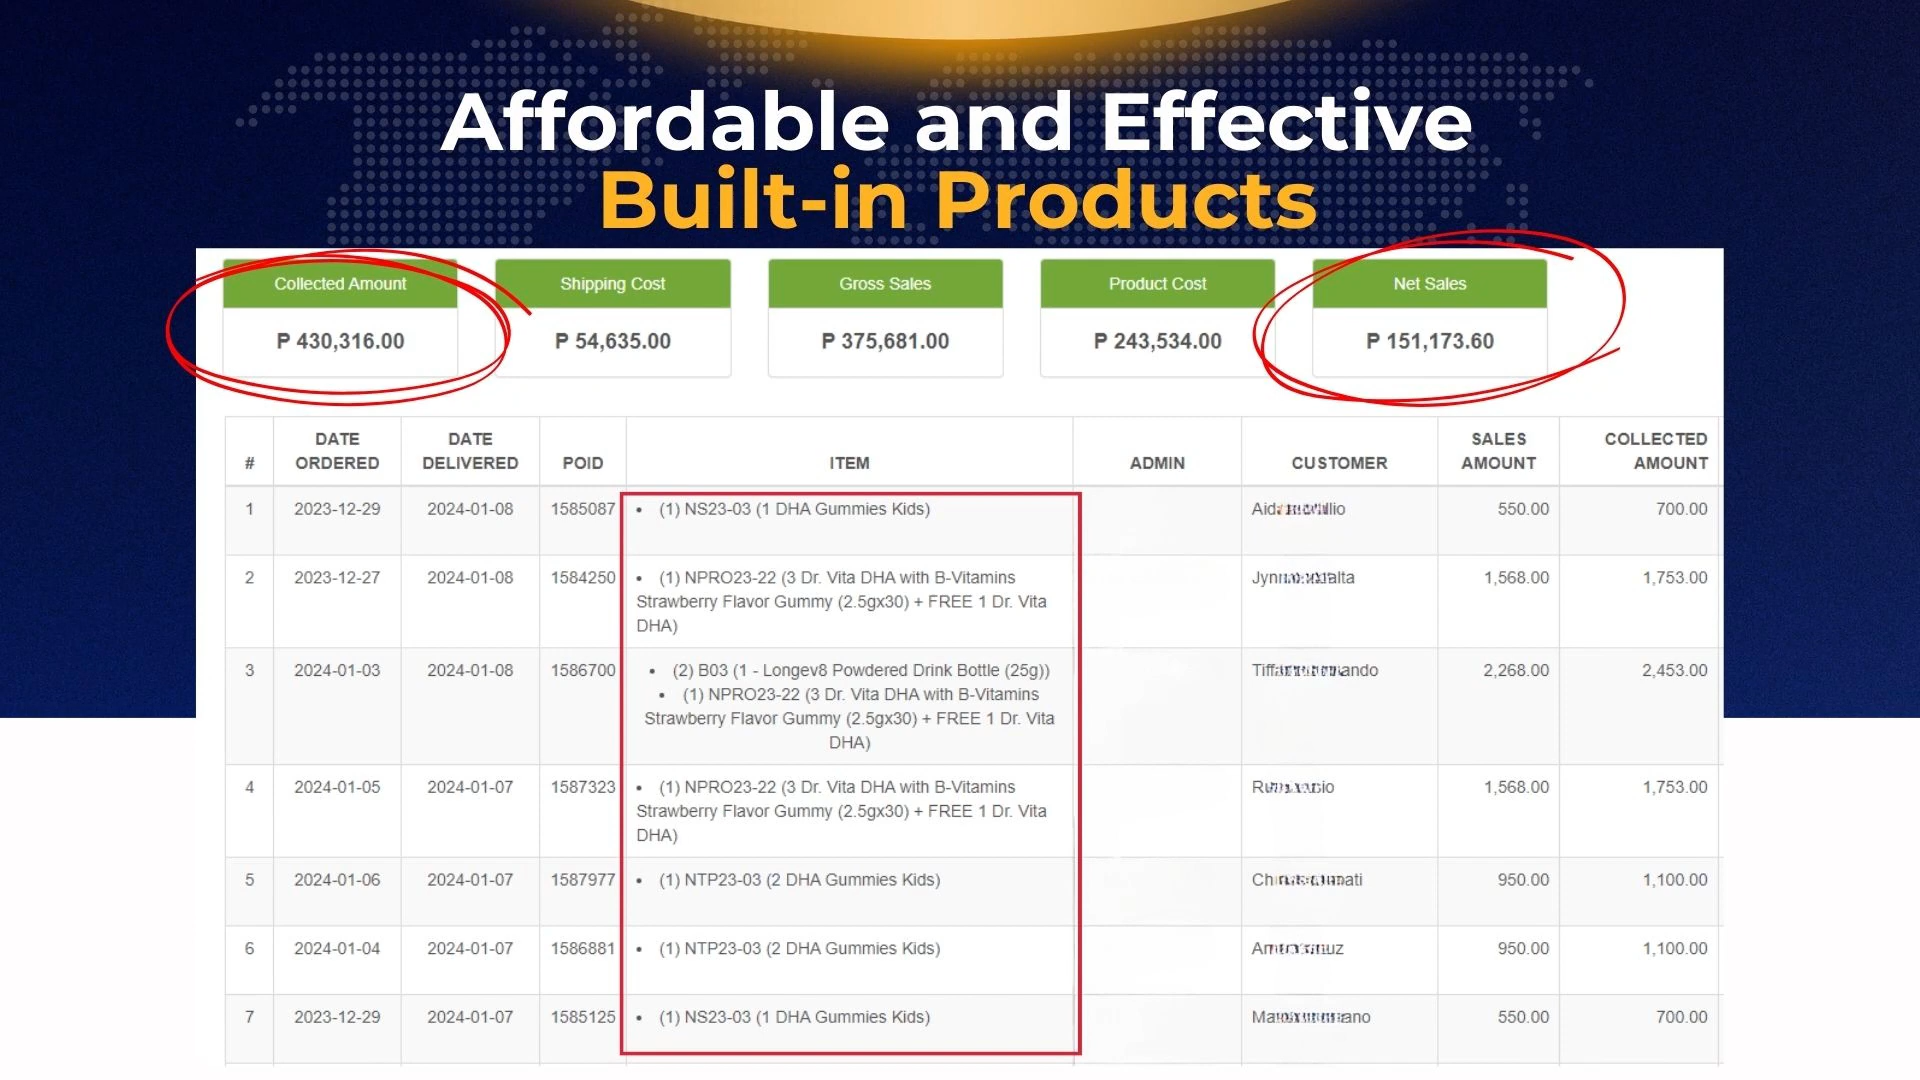 Affordable and Effective
Built-in Products
Collected Amount
₱ 430,316.00
Shipping Cost
₱ 54,635.00
Gross Sales
₱ 375,681.00
Product Cost
₱ 243,534.00
Net Sales
₱ 151,173.60
# DATE ORDERED DATE DELIVERED POID ITEM ADMIN CUSTOMER SALES AMOUNT COLLECTED AMOUNT
1 2023-12-29 2024-01-08 1585087 • (1) NS23-03 (1 DHA Gummies Kids) 550.00 700.00
2 2023-12-27 2024-01-08 1584250 • (1) NPRO23-22 (3 Dr. Vita DHA with B-Vitamins 1,568.00 1,753.00
Strawberry Flavor Gummy (2.5gx30) + FREE 1 Dr. Vita
DHA)
3 2024-01-03 2024-01-08 1586700 • (2) B03 (1 - Longev8 Powdered Drink Bottle (25g)) 2,268.00 2,453.00
• (1) NPRO23-22 (3 Dr. Vita DHA with B-Vitamins
Strawberry Flavor Gummy (2.5gx30) + FREE 1 Dr. Vita
DHA)
4 2024-01-05 2024-01-07 1587323 • (1) NPRO23-22 (3 Dr. Vita DHA with B-Vitamins 1,568.00 1,753.00
Strawberry Flavor Gummy (2.5gx30) + FREE 1 Dr. Vita
DHA)
5 2024-01-06 2024-01-07 1587977 • (1) NTP23-03 (2 DHA Gummies Kids) 950.00 1,100.00
6 2024-01-04 2024-01-07 1586881 • (1) NTP23-03 (2 DHA Gummies Kids) 950.00 1,100.00
7 2023-12-29 2024-01-07 1585125 • (1) NS23-03 (1 DHA Gummies Kids) 550.00 700.00